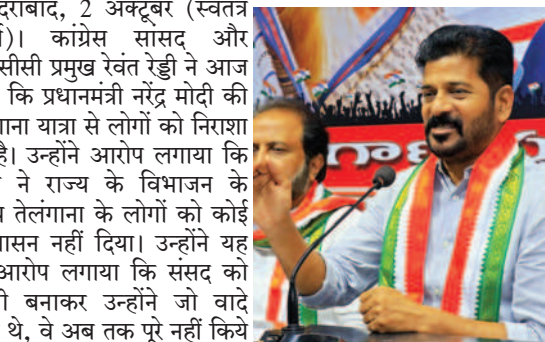 दराबाद, 2 अक्टूबर (स्वतंत्र
र्ता)। कांग्रेस सांसद और
सीसी प्रमुख रेवंत रेड्डी ने आज
कि प्रधानमंत्री नरेंद्र मोदी की
गाना यात्रा से लोगों को निराशा
है। उन्होंने आरोप लगाया कि
ने राज्य के विभाजन के
तेलंगाना के लोगों को कोई
ासन नहीं दिया। उन्होंने यह
आरोप लगाया कि संसद को
ी बनाकर उन्होंने जो वादे
थे, वे अब तक पूरे नहीं किये